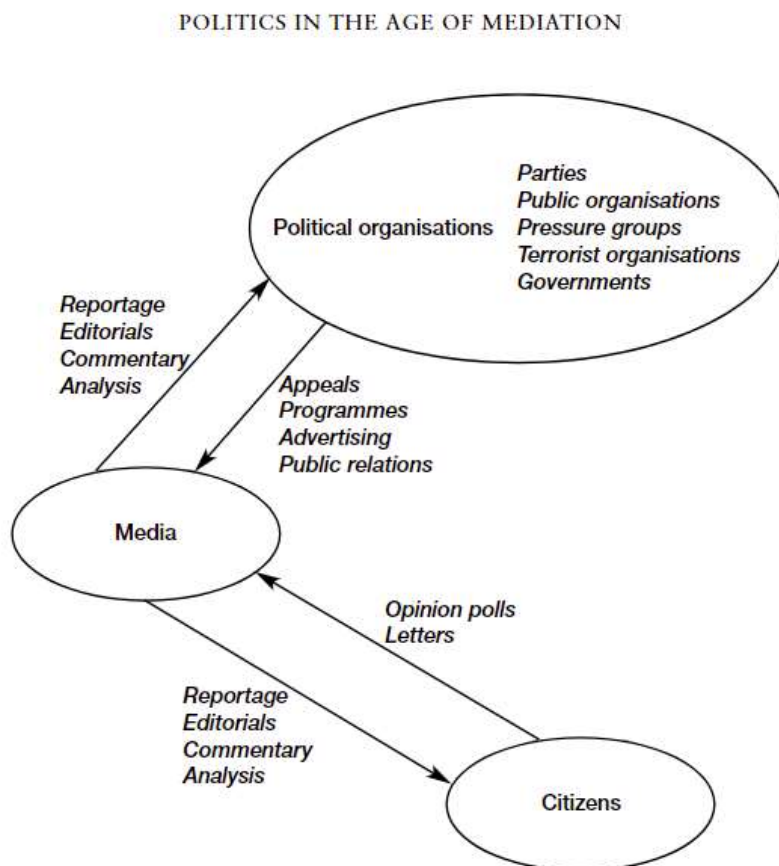 POLITICS IN THE AGE OF MEDIATION
Political organisations
Parties
Public organisations
Pressure groups
Terrorist organisations
Governments
Reportage
Editorials
Commentary
Analysis
Appeals
Programmes
Advertising
Public relations
Media
Opinion polls
Letters
Reportage
Editorials
Commentary
Analysis
Citizens